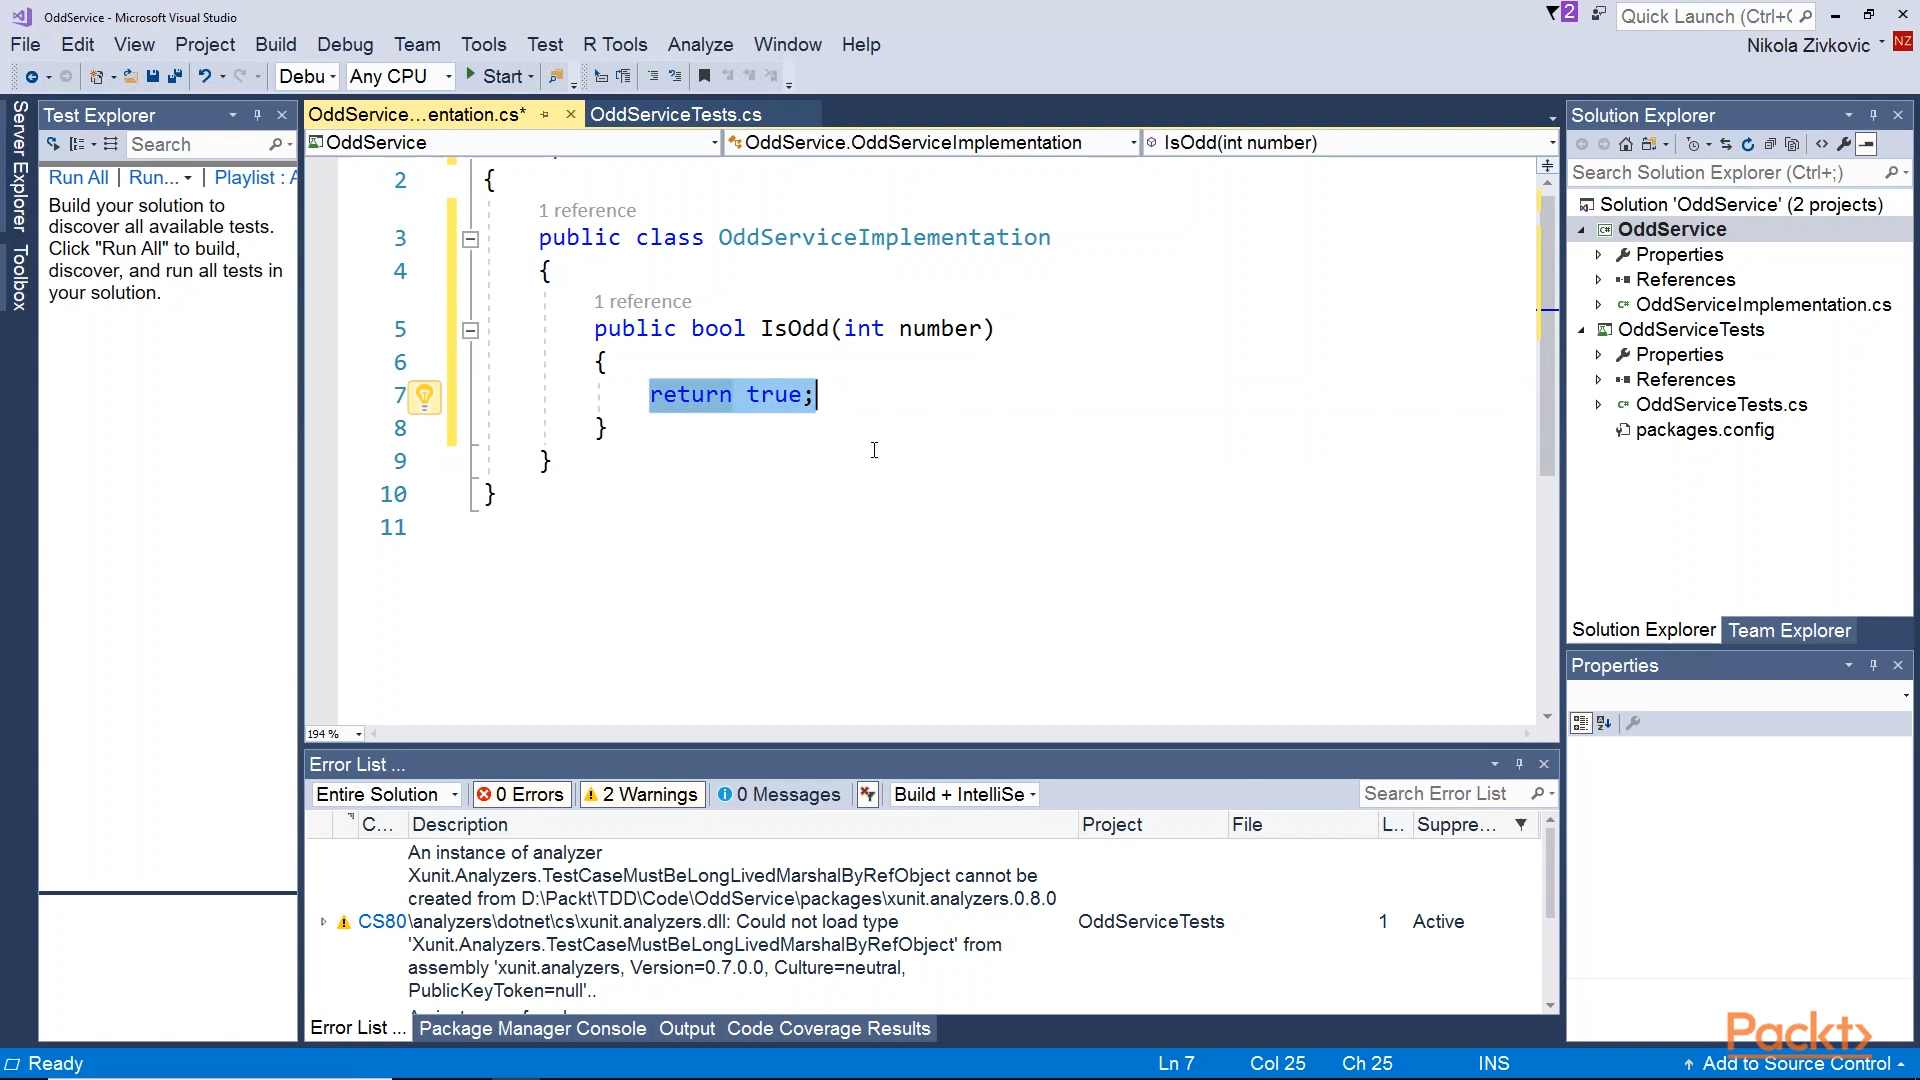 OddService - Microsoft Visual Studio
2
Quick Launch (Ctrl+Q
File Edit View Project Build Debug Team Tools Test R Tools Analyze Window Help
Nikola Zivkovic
NZ
Debu Any CPU Start
Server Explorer
Toolbox
Test Explorer
Search
Run All | Run... | Playlist : A
Build your solution to
discover all available tests.
Click "Run All" to build,
discover, and run all tests in
your solution.
OddService...entation.cs*
OddServiceTests.cs
OddService
OddService.OddServiceImplementation
IsOdd(int number)
2 {
1 reference
3 public class OddServiceImplementation
4 {
1 reference
5 public bool IsOdd(int number)
6 {
7 return true;
8 }
9 }
10 }
11
194 %
Error List ...
Entire Solution
0 Errors
2 Warnings
0 Messages
Build + IntelliSe
Search Error List
C... Description Project File L.. Suppre...
An instance of analyzer
Xunit.Analyzers.TestCaseMustBeLongLivedMarshalByRefObject cannot be
created from D:\Packt\TDD\Code\OddService\packages\xunit.analyzers.0.8.0
CS80 \analyzers\dotnet\cs\xunit.analyzers.dll: Could not load type OddServiceTests 1 Active
'Xunit.Analyzers.TestCaseMustBeLongLivedMarshalByRefObject' from
assembly 'xunit.analyzers, Version=0.7.0.0, Culture=neutral,
PublicKeyToken=null'..
Error List ... Package Manager Console Output Code Coverage Results
Solution Explorer
Search Solution Explorer (Ctrl+;)
Solution 'OddService' (2 projects)
OddService
Properties
References
OddServiceImplementation.cs
OddServiceTests
Properties
References
OddServiceTests.cs
packages.config
Solution Explorer Team Explorer
Properties
Packt>
Ready
Ln 7 Col 25 Ch 25 INS
Add to Source Control